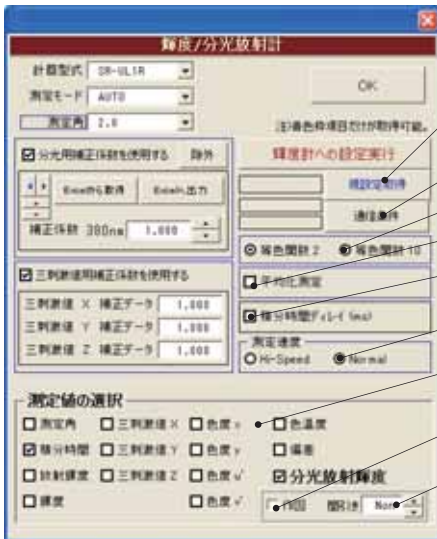 輝度/分光放射計
計器型式 SR-UL1R
測定モード AUTO
測定角 2.0
OK
注)着色枠項目だけが取得可能。
分光用補正係数を使用する 除外
輝度計への設定実行
Excelから取得 Excelへ出力
現設定取得
通信条件
補正係数 380nm 1.000
等色関数 2 等色関数 10
三刺激値用補正係数を使用する
平均化測定
三刺激値 X 補正データ 1.000
三刺激値 Y 補正データ 1.000
三刺激値 Z 補正データ 1.000
積分時間ディレイ (ms)
測定速度
Hi-Speed Normal
測定値の選択
測定角 三刺激値 X 色度 x 色温度
積分時間 三刺激値 Y 色度 y 偏差
放射輝度 三刺激値 Z 色度 分光放射輝度
輝度 色度
作図 間引き Non